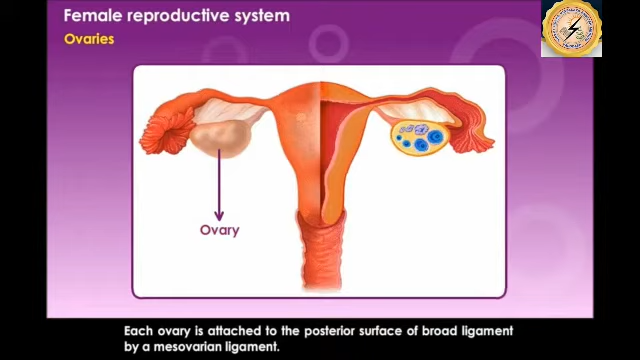 Female reproductive system
Ovaries
Ovary
Each ovary is attached to the posterior surface of broad ligament
by a mesovarian ligament.